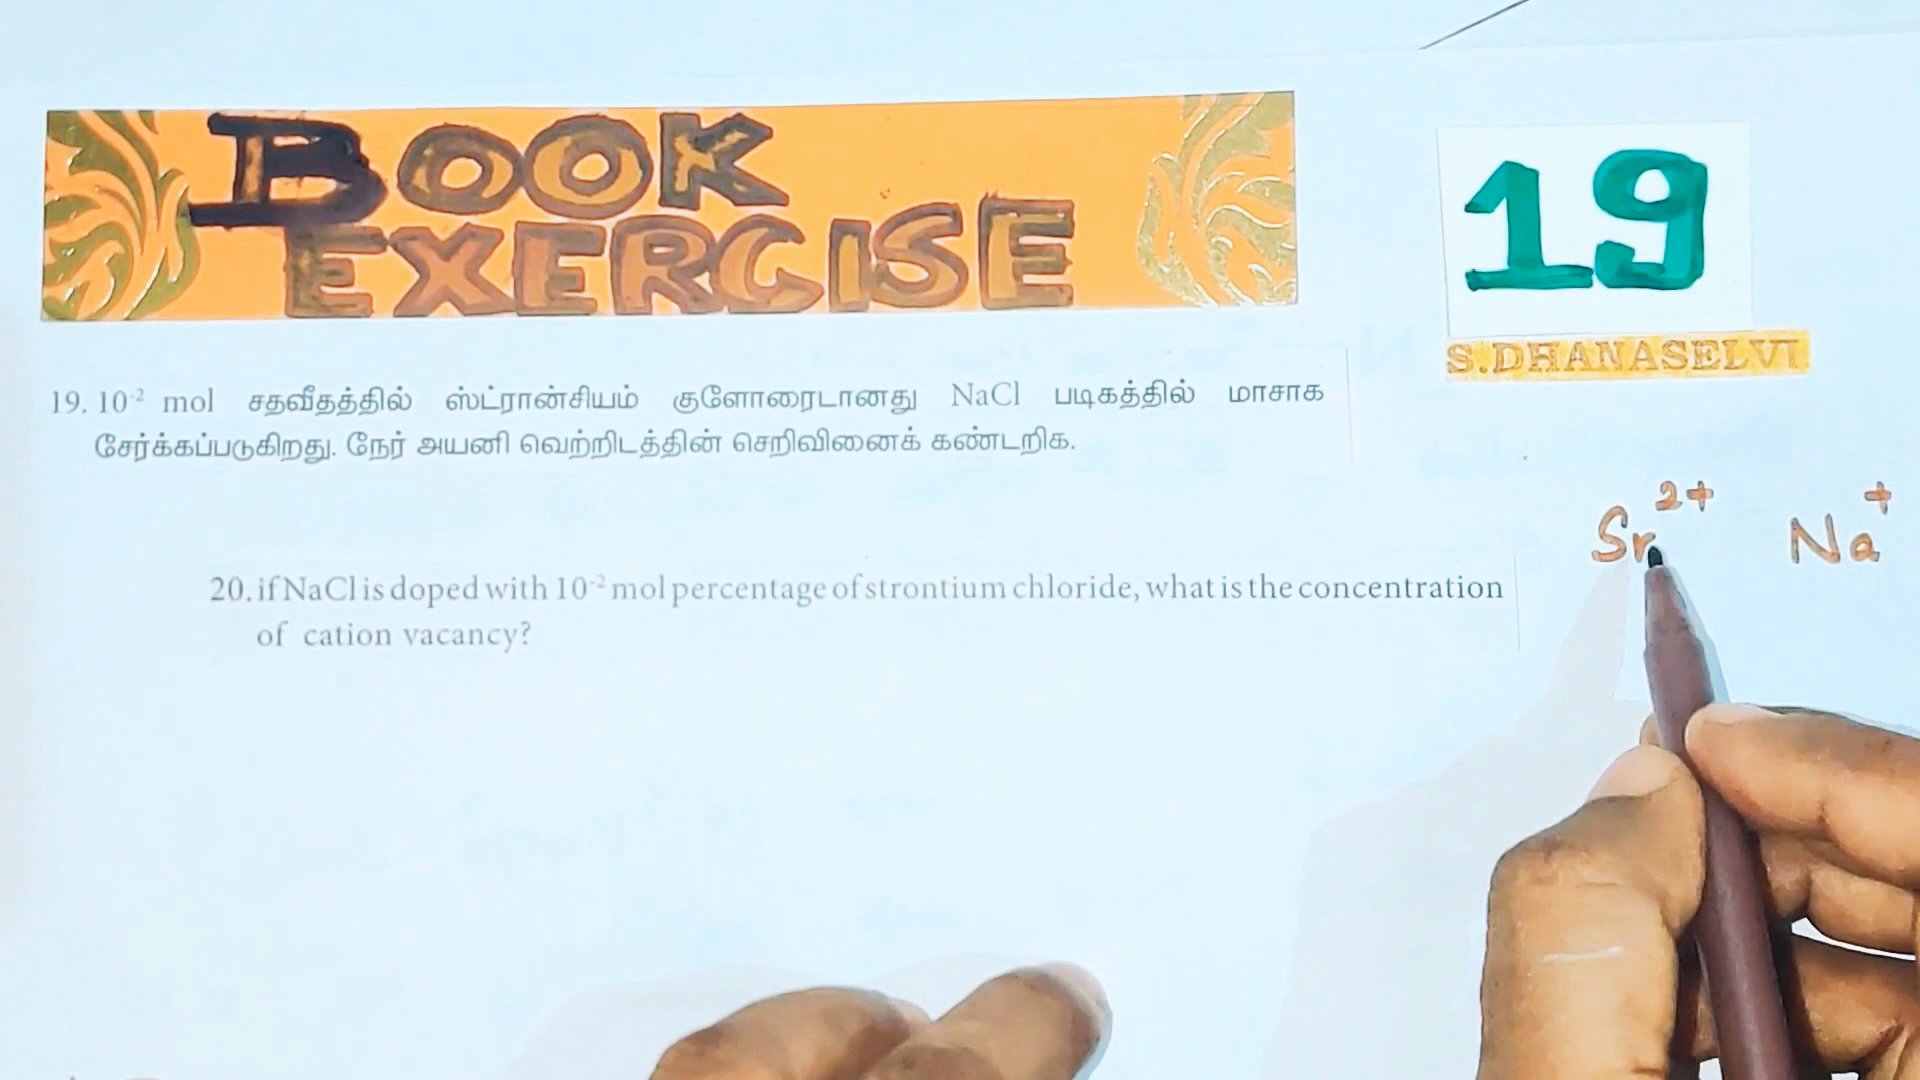 BOOK
EXERCISE
19
S.DHANASELVI
19. 10⁻² mol சதவீதத்தில் ஸ்ட்ரான்சியம் குளோரைடானது NaCl படிகத்தில் மாசாக
சேர்க்கப்படுகிறது. நேர் அயனி வெற்றிடத்தின் செறிவினைக் கண்டறிக.
Sr²⁺ Na⁺
20. if NaCl is doped with 10⁻² mol percentage of strontium chloride, what is the concentration
of cation vacancy?